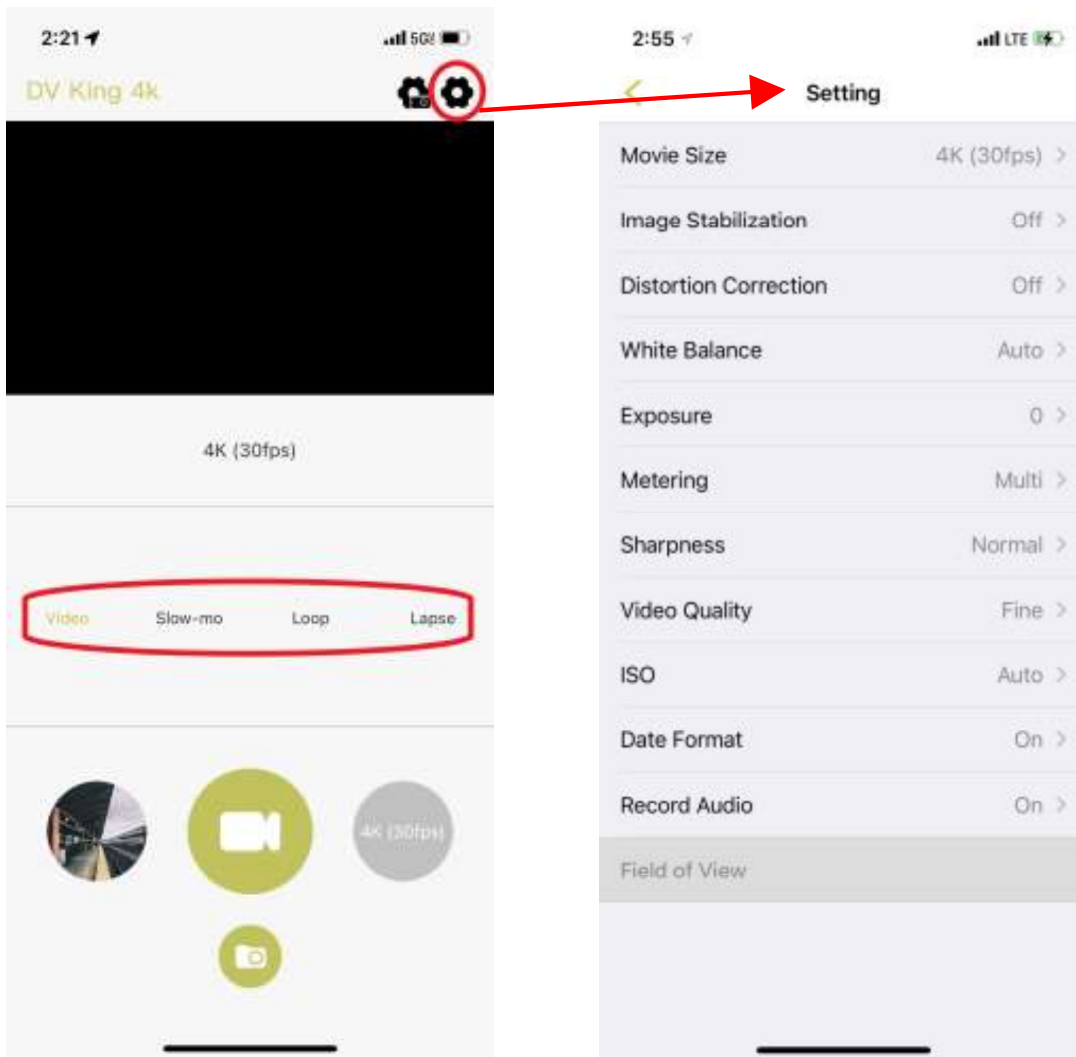 2:21
5G
DV King 4k
4K (30fps)
Video Slow-mo Loop Lapse
4K (30fps)
2:55
LTE
Setting
Movie Size 4K (30fps)
Image Stabilization Off
Distortion Correction Off
White Balance Auto
Exposure 0
Metering Multi
Sharpness Normal
Video Quality Fine
ISO Auto
Date Format On
Record Audio On
Field of View